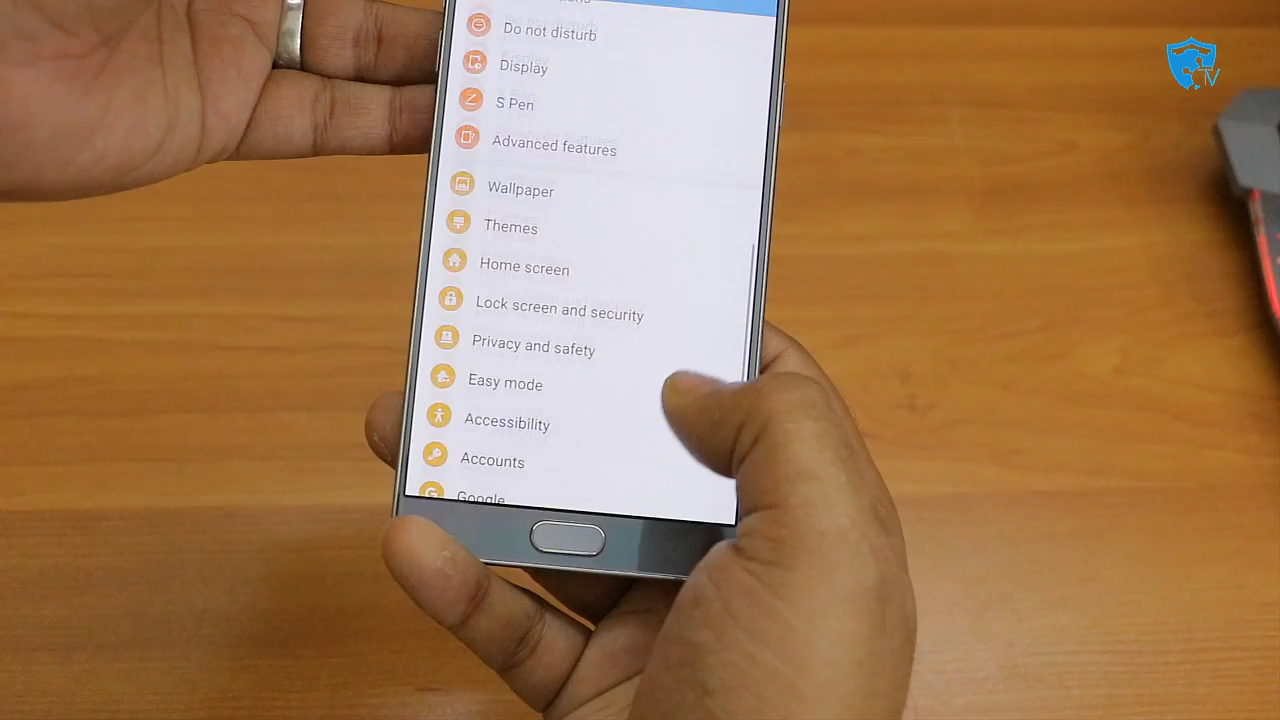 Do not disturb
Display
S Pen
Advanced features
Wallpaper
Themes
Home screen
Lock screen and security
Privacy and safety
Easy mode
Accessibility
Accounts
Google
TV